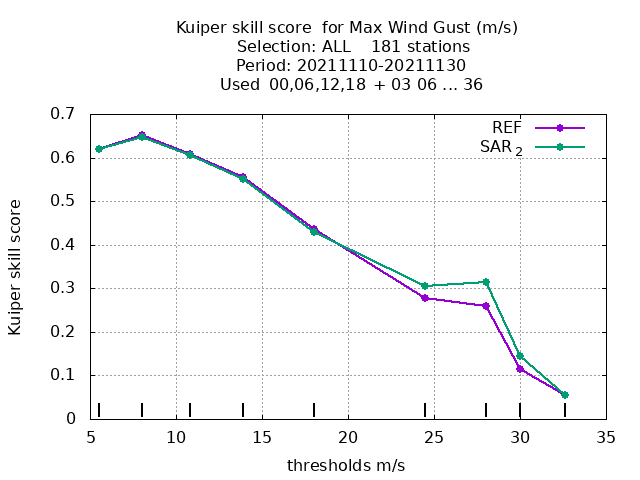 Kuiper skill score for Max Wind Gust (m/s)
Selection: ALL 181 stations
Period: 20211110-20211130
Used 00,06,12,18 + 03 06 ... 36
REF
SAR 2
0.7
0.6
0.5
0.4
0.3
0.2
0.1
0
Kuiper skill score
5 10 15 20 25 30 35
thresholds m/s